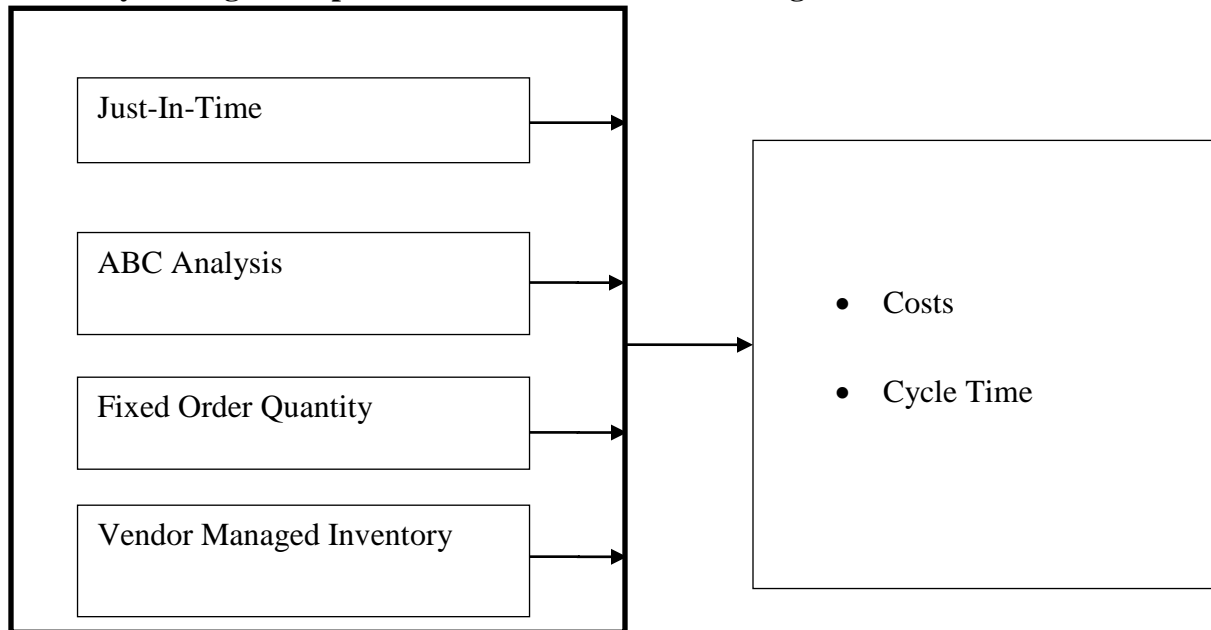 Just-In-Time
ABC Analysis
• Costs
• Cycle Time
Fixed Order Quantity
Vendor Managed Inventory